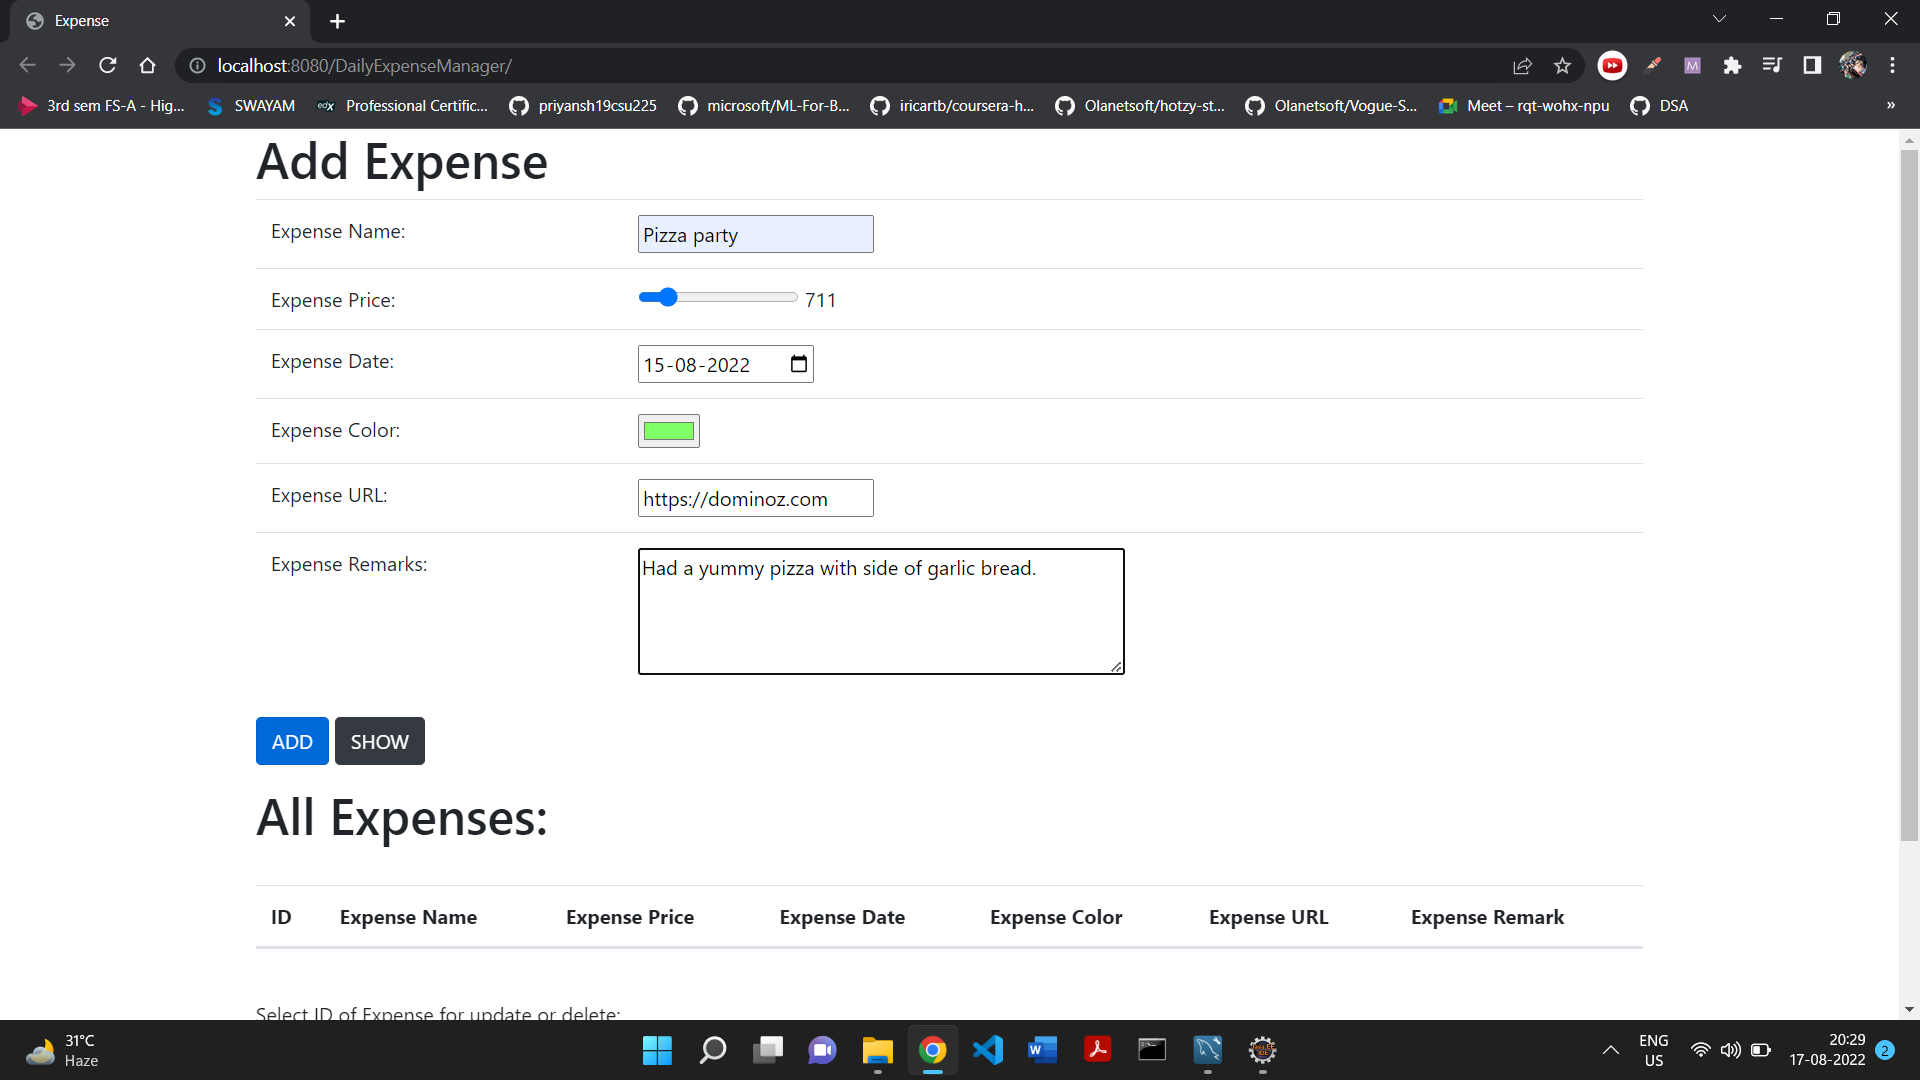 Expense
localhost:8080/DailyExpenseManager/
3rd sem FS-A - Hig... SWAYAM edx Professional Certific... priyansh19csu225 microsoft/ML-For-B... iricartb/coursera-h... Olanetsoft/hotzy-st... Olanetsoft/Vogue-S... Meet – rqt-wohx-npu DSA »
Add Expense
Expense Name: Pizza party
Expense Price: 711
Expense Date: 15-08-2022
Expense Color:
Expense URL: https://dominoz.com
Expense Remarks: Had a yummy pizza with side of garlic bread.
ADD SHOW
All Expenses:
ID Expense Name Expense Price Expense Date Expense Color Expense URL Expense Remark
Select ID of Expense for update or delete:
31°C
Haze
ENG
US
20:29
17-08-2022
2